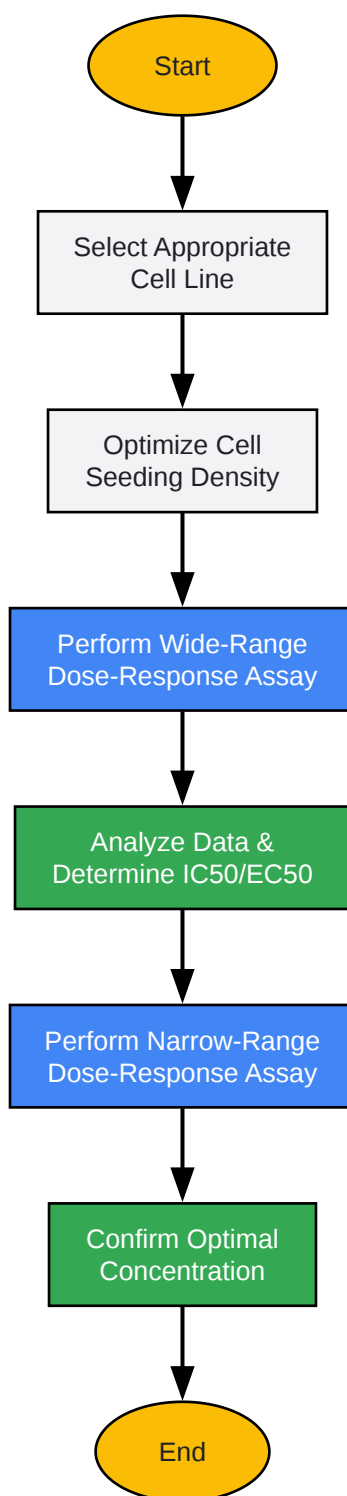 Start
Select Appropriate
Cell Line
Optimize Cell
Seeding Density
Perform Wide-Range
Dose-Response Assay
Analyze Data &
Determine IC50/EC50
Perform Narrow-Range
Dose-Response Assay
Confirm Optimal
Concentration
End